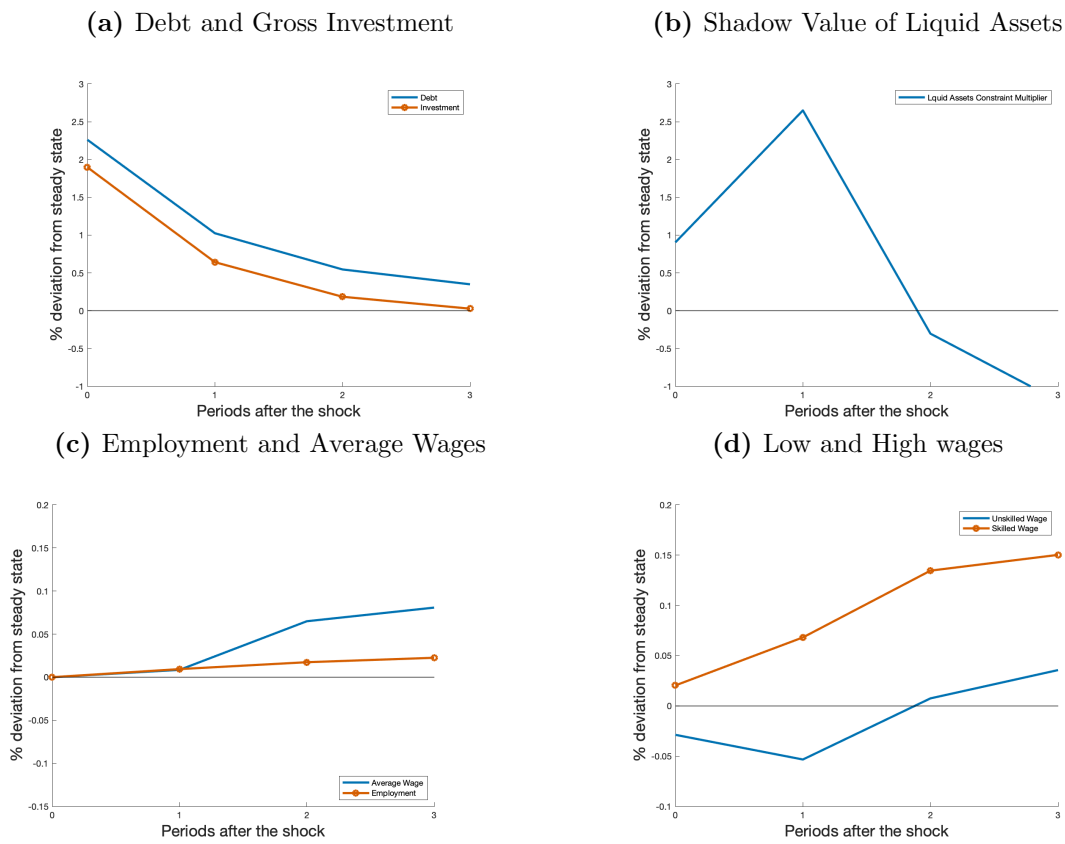 (a) Debt and Gross Investment
3
2.5
2
1.5
1
0.5
0
-0.5
-1
% deviation from steady state
Debt
Investment
0 1 2 3
Periods after the shock
(b) Shadow Value of Liquid Assets
3
2.5
2
1.5
1
0.5
0
-0.5
-1
% deviation from steady state
Lquid Assets Constraint Multiplier
0 1 2 3
Periods after the shock
(c) Employment and Average Wages
0.2
0.15
0.1
0.05
0
-0.05
-0.1
-0.15
% deviation from steady state
Average Wage
Employment
0 1 2 3
Periods after the shock
(d) Low and High wages
0.2
0.15
0.1
0.05
0
-0.05
-0.1
% deviation from steady state
Unskilled Wage
Skilled Wage
0 1 2 3
Periods after the shock